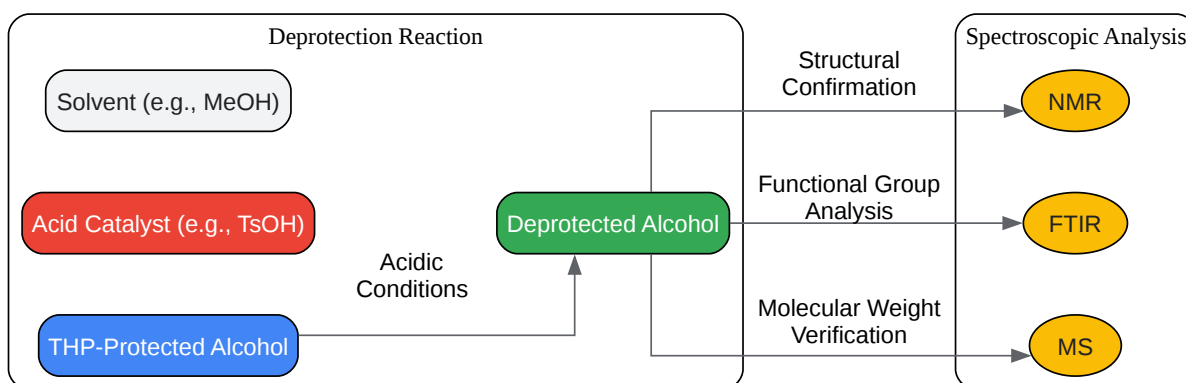 Deprotection Reaction
Solvent (e.g., MeOH)
Acid Catalyst (e.g., TsOH)
THP-Protected Alcohol
Acidic
Conditions
Deprotected Alcohol
Structural
Confirmation
Functional Group
Analysis
Molecular Weight
Verification
Spectroscopic Analysis
NMR
FTIR
MS